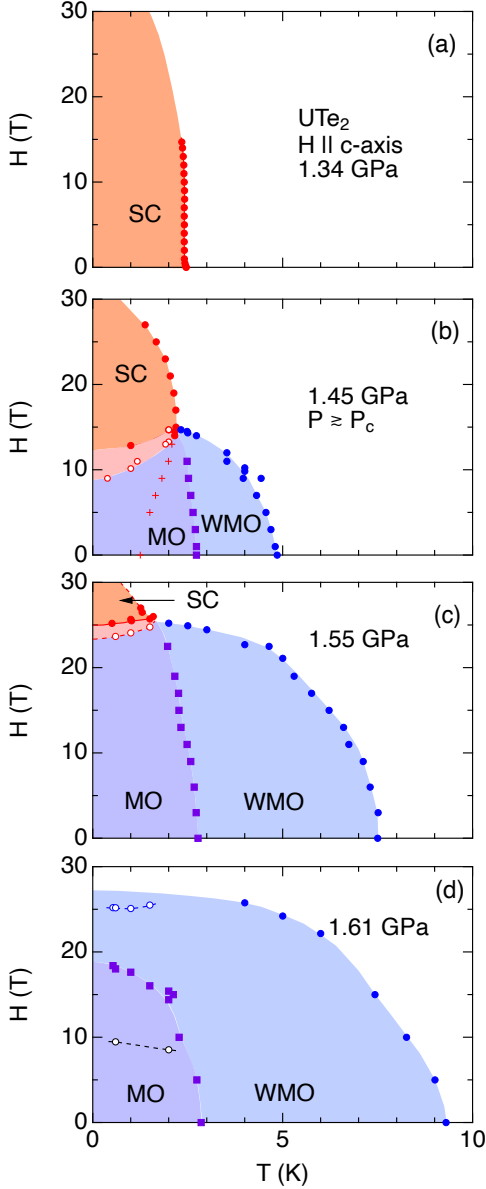 30
(a)
UTe₂
H || c-axis
1.34 GPa
20
H (T)
10
SC
0
30
(b)
SC
1.45 GPa
P ≳ Pc
20
H (T)
10
MO
WMO
0
30
SC
(c)
1.55 GPa
20
H (T)
10
MO
WMO
0
30
(d)
1.61 GPa
20
H (T)
10
MO
WMO
0
0
5
10
T (K)